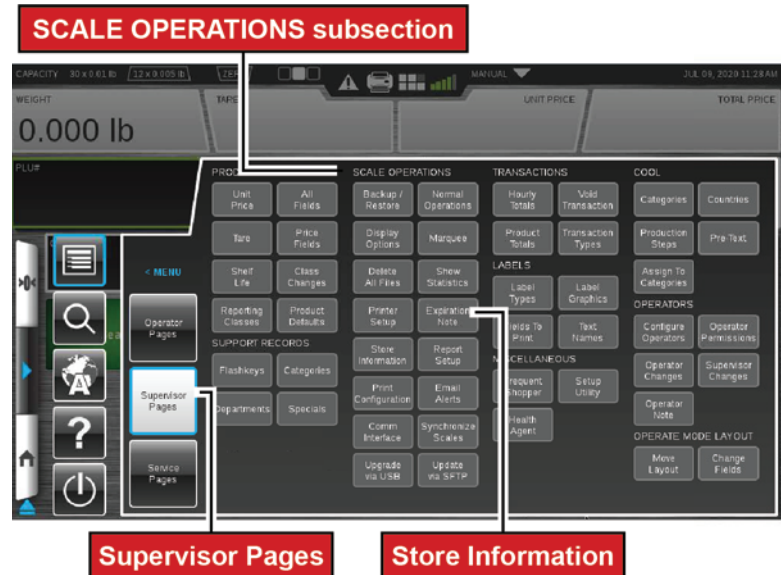 SCALE OPERATIONS subsection
CAPACITY 30 x 0.01 lb 12 x 0.005 lb ZERO MANUAL JUL 09, 2020 11:28 AM
WEIGHT TARE UNIT PRICE TOTAL PRICE
0.000 lb
PLU#
SCALE OPERATIONS TRANSACTIONS COOL
Unit Price
All Fields
Backup / Restore
Normal Operations
Hourly Totals
Void Transaction
Categories
Countries
Tare
Price Fields
Display Options
Marquee
Product Totals
Transaction Types
Production Steps
Pre-Text
< MENU
Shelf Life
Class Changes
Delete All Files
Show Statistics
LABELS
Label Types
Label Graphics
Assign To Categories
Operator Pages
Reporting Classes
Product Defaults
Printer Setup
Expiration Note
Print
Text Names
OPERATORS
Configure Operators
Operator Permissions
SUPPORT RECORDS
Flashkeys
Categories
Store Information
Report Setup
MISCELLANEOUS
Shopper
Setup Utility
Operator Changes
Supervisor Changes
Supervisor Pages
Departments
Specials
Print Configuration
Email Alerts
Health Agent
Operator Note
Comm Interface
Synchronize Scales
OPERATE MODE LAYOUT
Move Layout
Change Fields
Service Pages
Upgrade via USB
Update via SFTP
?
Supervisor Pages
Store Information